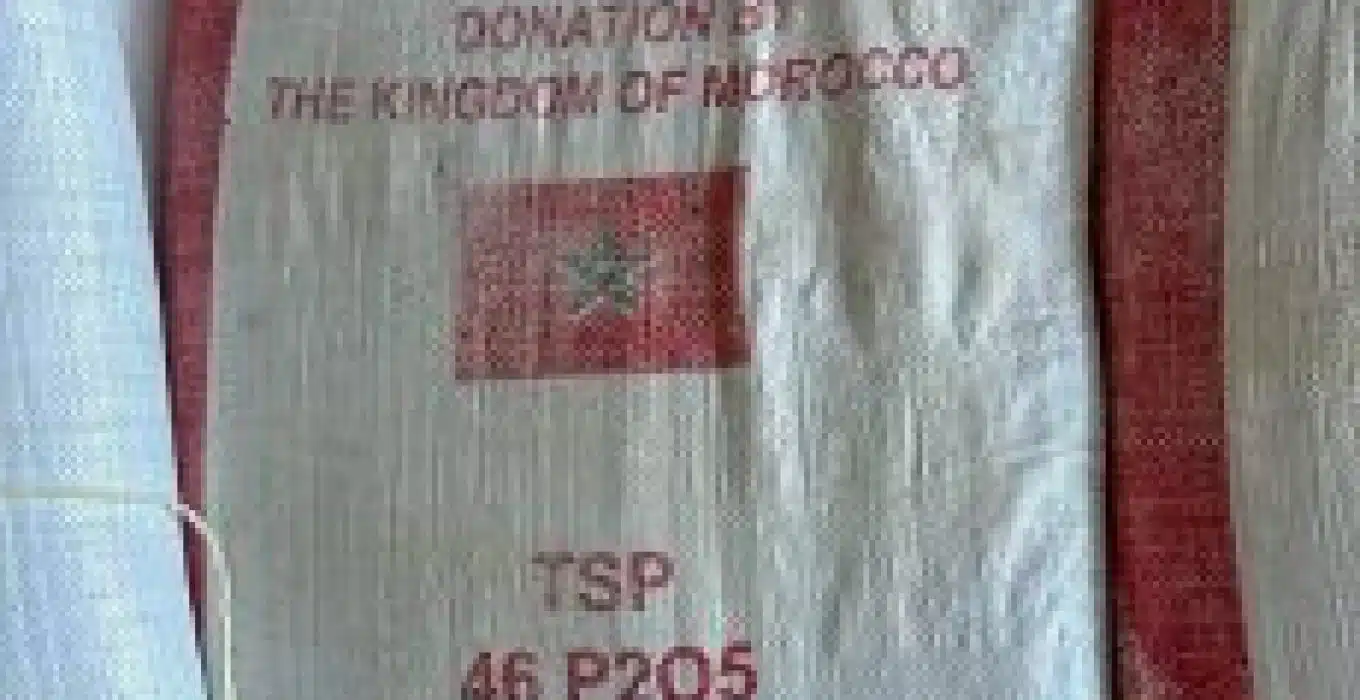 DONATION BY
THE KINGDOM OF MOROCCO
TSP
46 P2O5